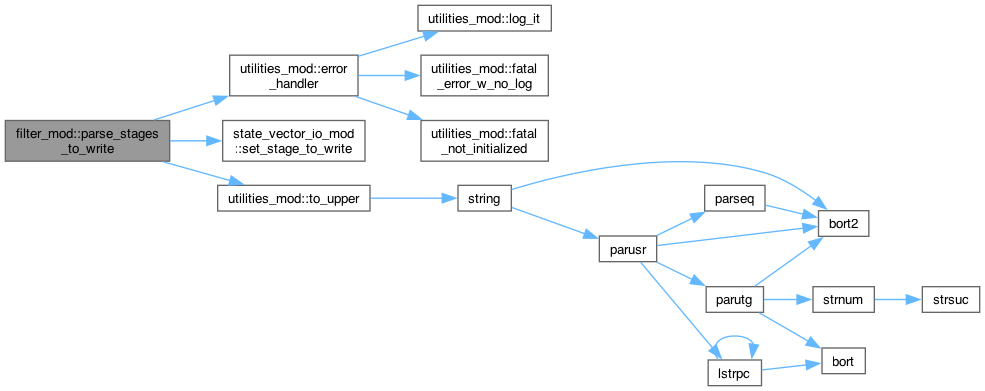 utilities_mod::log_it
utilities_mod::error
_handler
utilities_mod::fatal
_error_w_no_log
filter_mod::parse_stages
_to_write
state_vector_io_mod
::set_stage_to_write
utilities_mod::fatal
_not_initialized
utilities_mod::to_upper
string
parseq
bort2
parusr
parutg
strnum
strsuc
lstrpc
bort